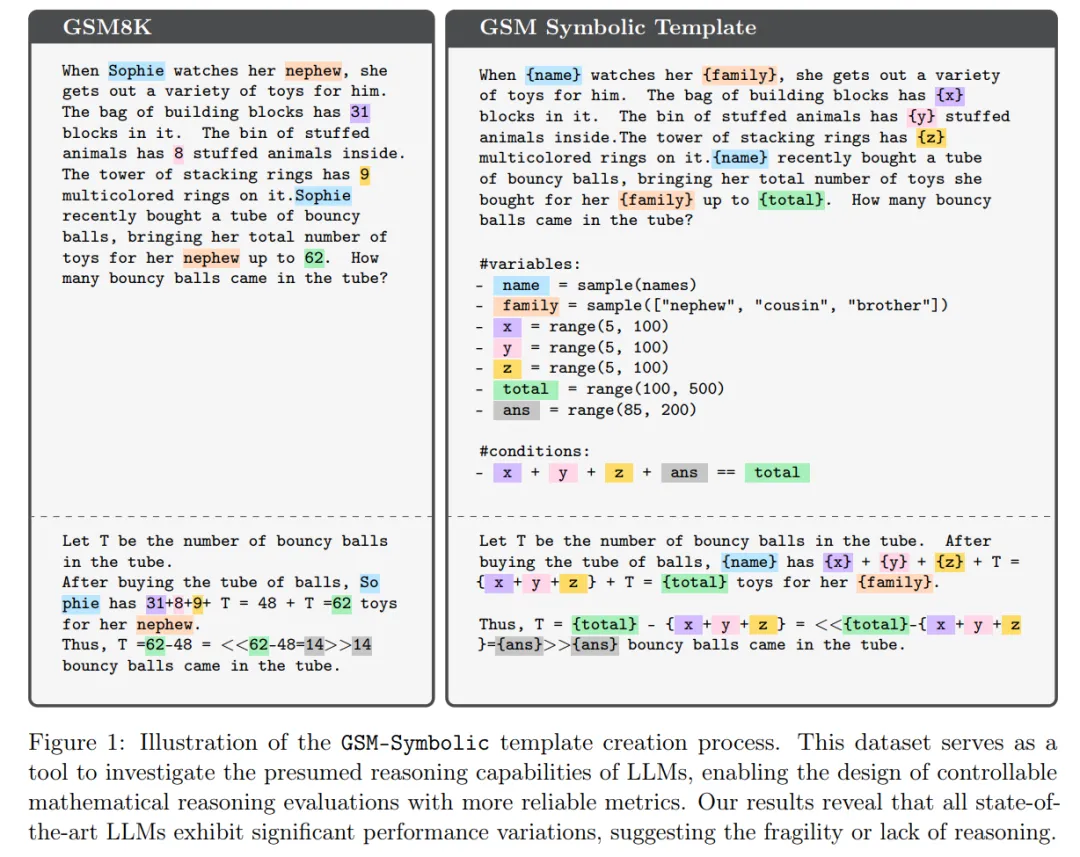 GSM8K
When Sophie watches her nephew, she
gets out a variety of toys for him.
The bag of building blocks has 31
blocks in it. The bin of stuffed
animals has 8 stuffed animals inside.
The tower of stacking rings has 9
multicolored rings on it.Sophie
recently bought a tube of bouncy
balls, bringing her total number of
toys for her nephew up to 62. How
many bouncy balls came in the tube?
Let T be the number of bouncy balls
in the tube.
After buying the tube of balls, So
phie has 31+8+9+ T = 48 + T =62 toys
for her nephew.
Thus, T =62-48 = <<62-48=14>>14
bouncy balls came in the tube.
GSM Symbolic Template
When {name} watches her {family}, she gets out a variety
of toys for him. The bag of building blocks has {x}
blocks in it. The bin of stuffed animals has {y} stuffed
animals inside.The tower of stacking rings has {z}
multicolored rings on it.{name} recently bought a tube
of bouncy balls, bringing her total number of toys she
bought for her {family} up to {total}. How many bouncy
balls came in the tube?
#variables:
- name = sample(names)
- family = sample(["nephew", "cousin", "brother"])
- x = range(5, 100)
- y = range(5, 100)
- z = range(5, 100)
- total = range(100, 500)
- ans = range(85, 200)
#conditions:
- x + y + z + ans == total
Let T be the number of bouncy balls in the tube. After
buying the tube of balls, {name} has {x} + {y} + {z} + T =
{ x + y + z } + T = {total} toys for her {family}.
Thus, T = {total} - { x + y + z } = <<{total}-{ x + y + z
}={ans}>>{ans} bouncy balls came in the tube.
Figure 1: Illustration of the GSM-Symbolic template creation process. This dataset serves as a
tool to investigate the presumed reasoning capabilities of LLMs, enabling the design of controllable
mathematical reasoning evaluations with more reliable metrics. Our results reveal that all state-of-
the-art LLMs exhibit significant performance variations, suggesting the fragility or lack of reasoning.